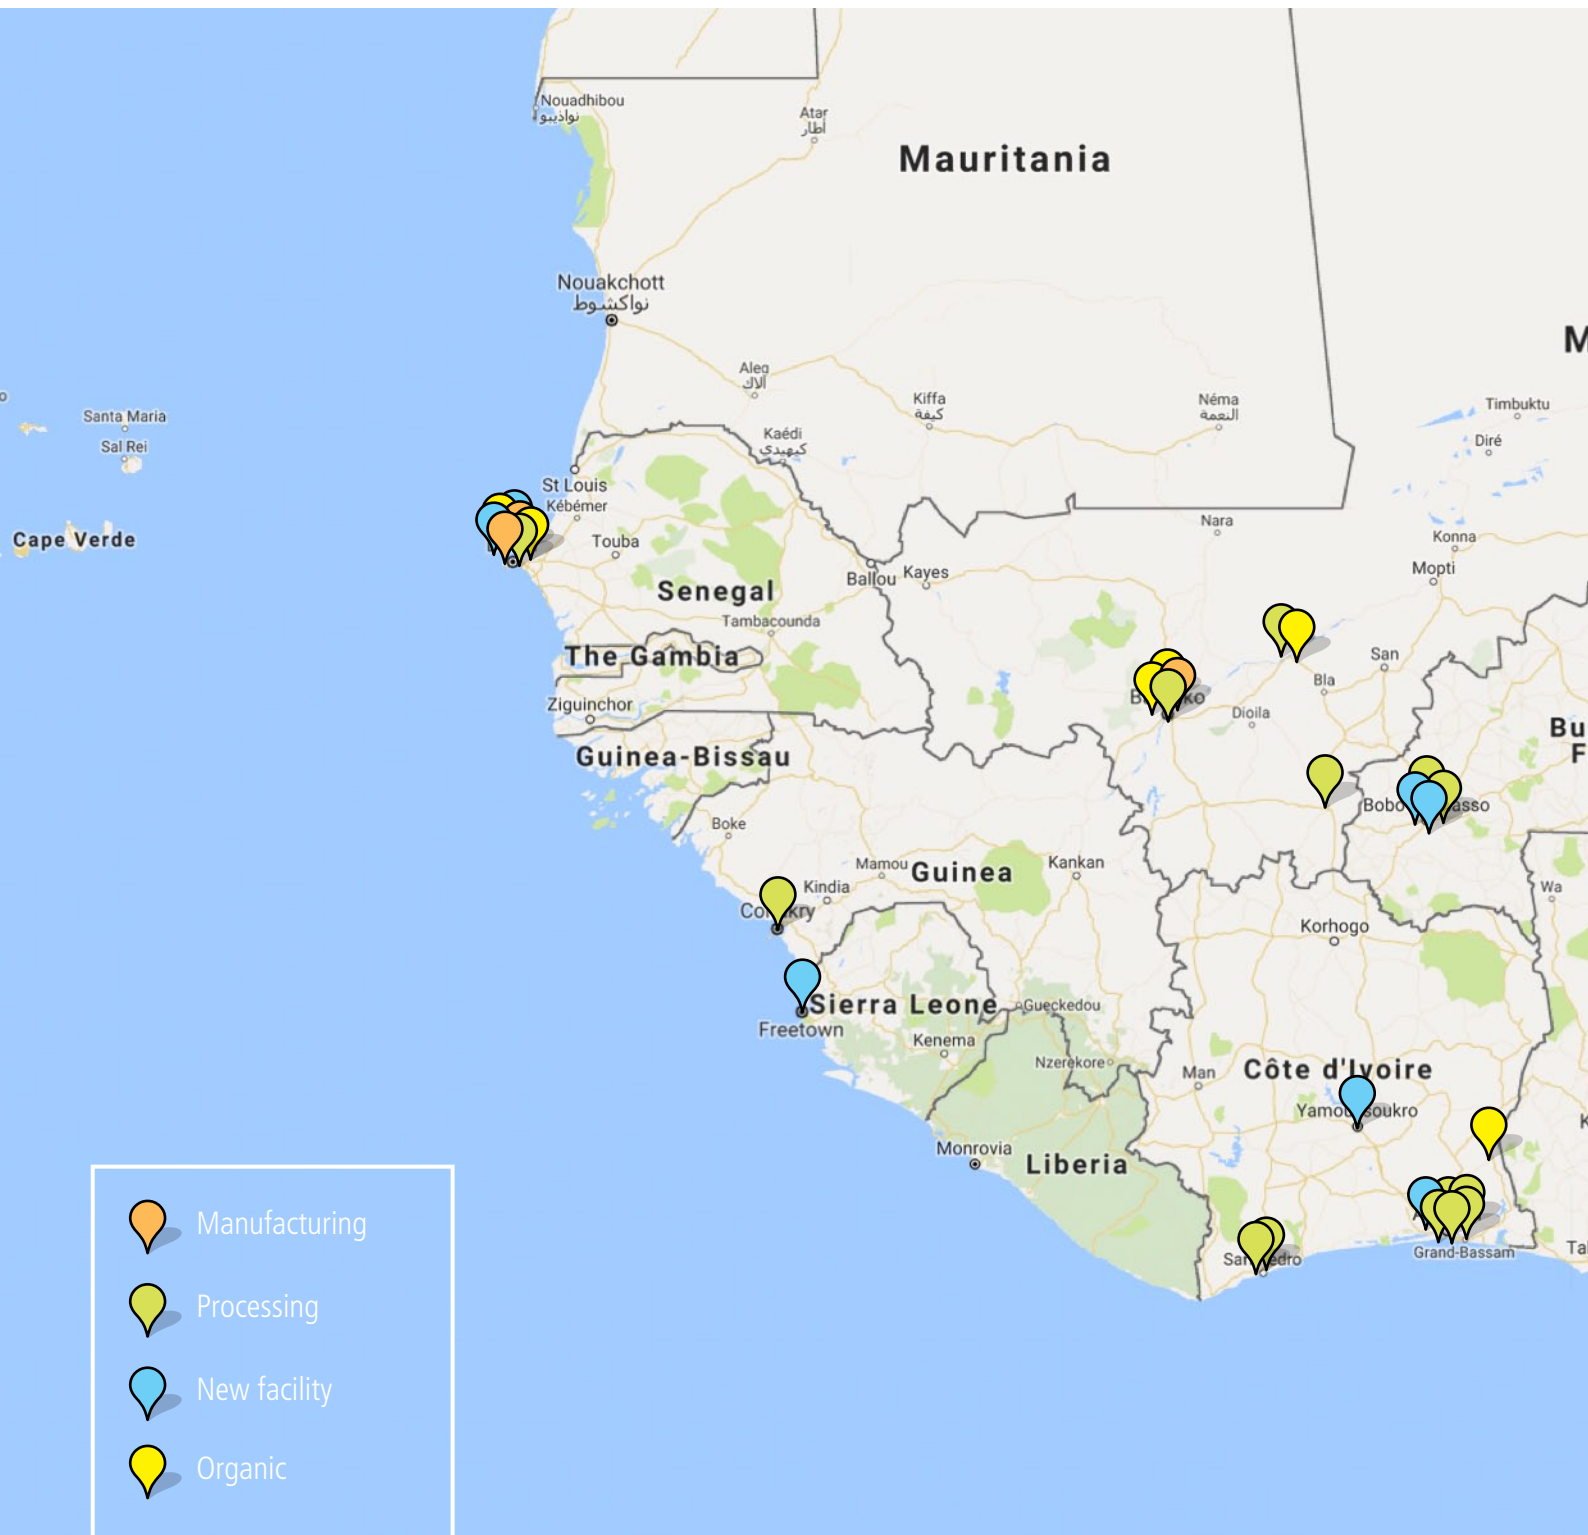 Nouadhibou
نواذيبو
Atar
أطار
Mauritania
Nouakchott
نواكشوط
M
Aleg
ألاك
Kiffa
كيفة
Néma
النعمة
Timbuktu
Diré
Santa Maria
Sal Rei
Kaédi
كيهيدي
St Louis
Kébémer
Cape Verde
Touba
Nara
Konna
Mopti
Ballou
Kayes
Senegal
Tambacounda
The Gambia
San
Bla
Ziguinchor
Dioila
Guinea-Bissau
Bu
F
Boke
Mamou
Guinea
Kankan
Kindia
Wa
Korhogo
Sierra Leone
Gueckedou
Freetown
Kenema
Nzerekore
Man
Côte d'Ivoire
Monrovia
Liberia
Grand-Bassam
Ta
Manufacturing
Processing
New facility
Organic